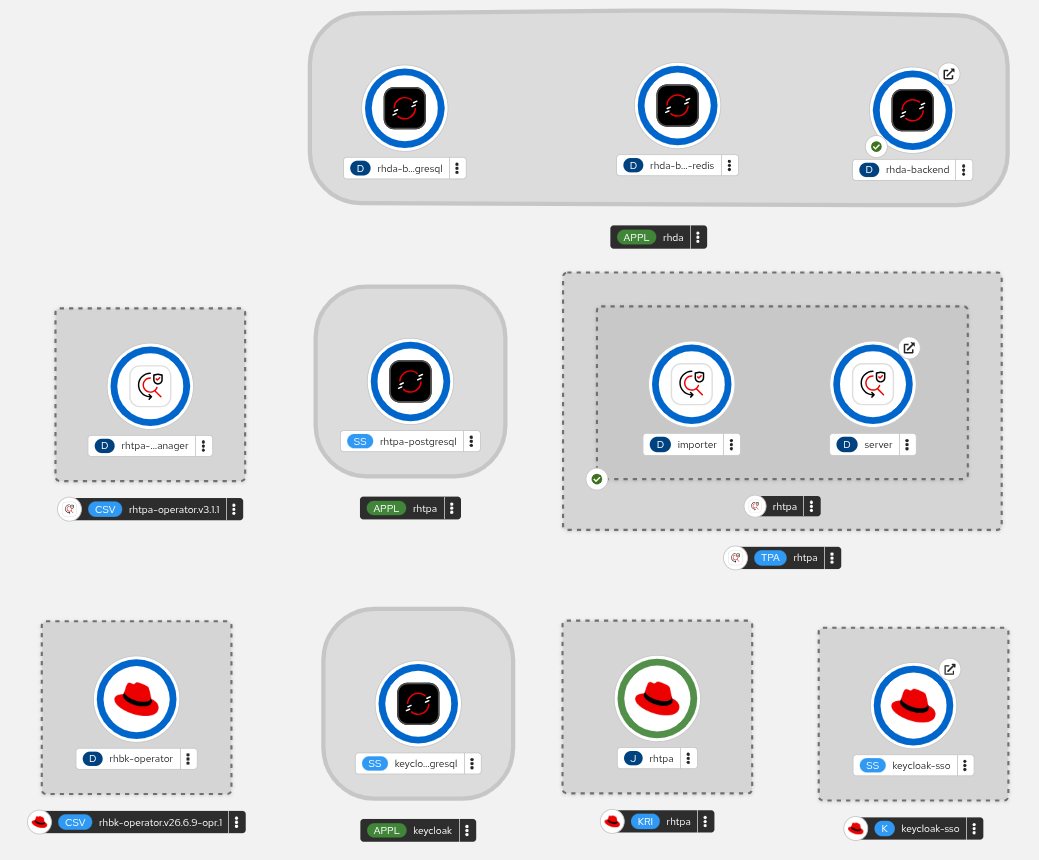 D rhda-b...gresql
D rhda-b...-redis
D rhda-backend
APPL rhda
D rhtpa-...anager
SS rhtpa-postgresql
D importer
D server
CSV rhtpa-operator.v3.1.1
APPL rhtpa
rhtpa
TPA rhtpa
D rhbk-operator
SS keyclo...gresql
J rhtpa
SS keycloak-sso
CSV rhbk-operator.v26.6.9-opr.1
APPL keycloak
KRI rhtpa
K keycloak-sso